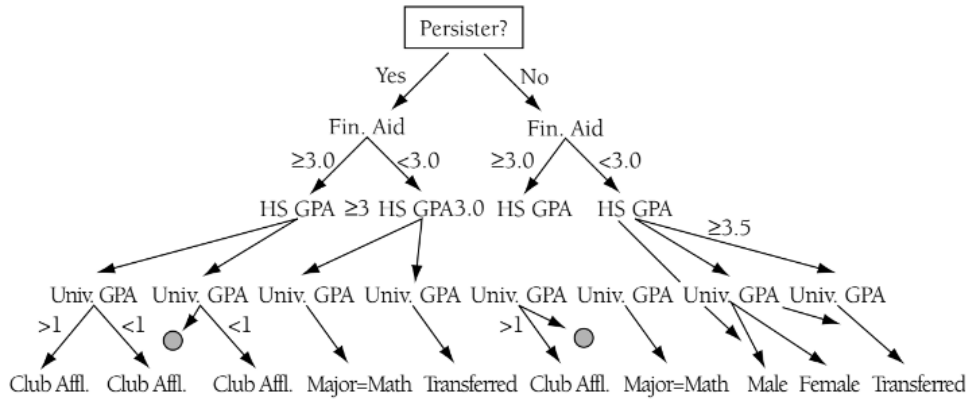 Persister?
Yes No
Fin. Aid Fin. Aid
≥3.0 <3.0 ≥3.0 <3.0
HS GPA ≥3 HS GPA3.0 HS GPA HS GPA
≥3.5
Univ. GPA Univ. GPA Univ. GPA Univ. GPA Univ. GPA Univ. GPA Univ. GPA Univ. GPA
>1 <1 <1 >1
Club Affl. Club Affl. Club Affl. Major=Math Transferred Club Affl. Major=Math Male Female Transferred